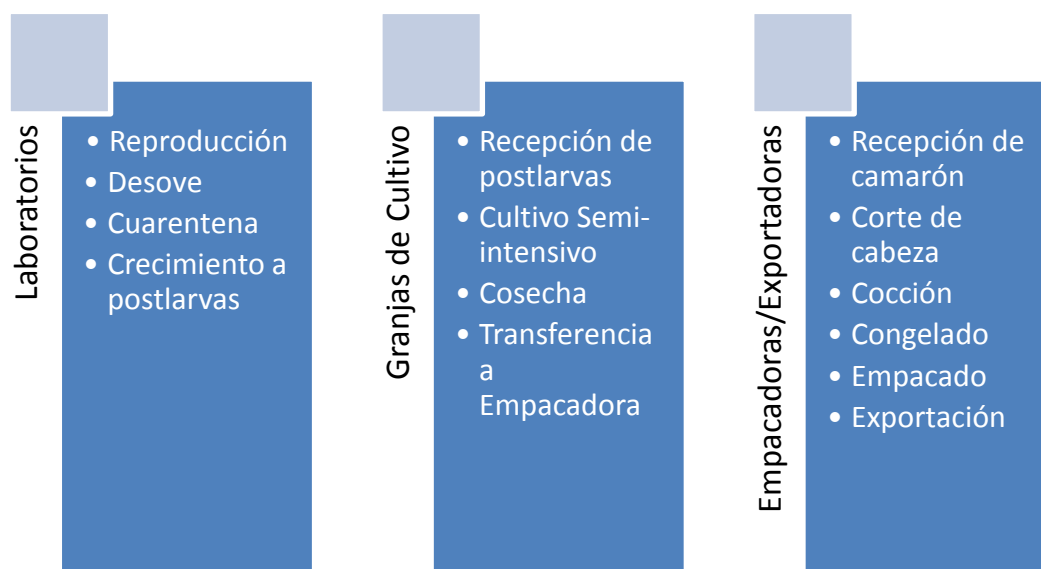 Laboratorios
• Reproducción
• Desove
• Cuarentena
• Crecimiento a
postlarvas
Granjas de Cultivo
• Recepción de
postlarvas
• Cultivo Semi-
intensivo
• Cosecha
• Transferencia
a
Empacadora
Empacadoras/Exportadoras
• Recepción de
camarón
• Corte de
cabeza
• Cocción
• Congelado
• Empacado
• Exportación